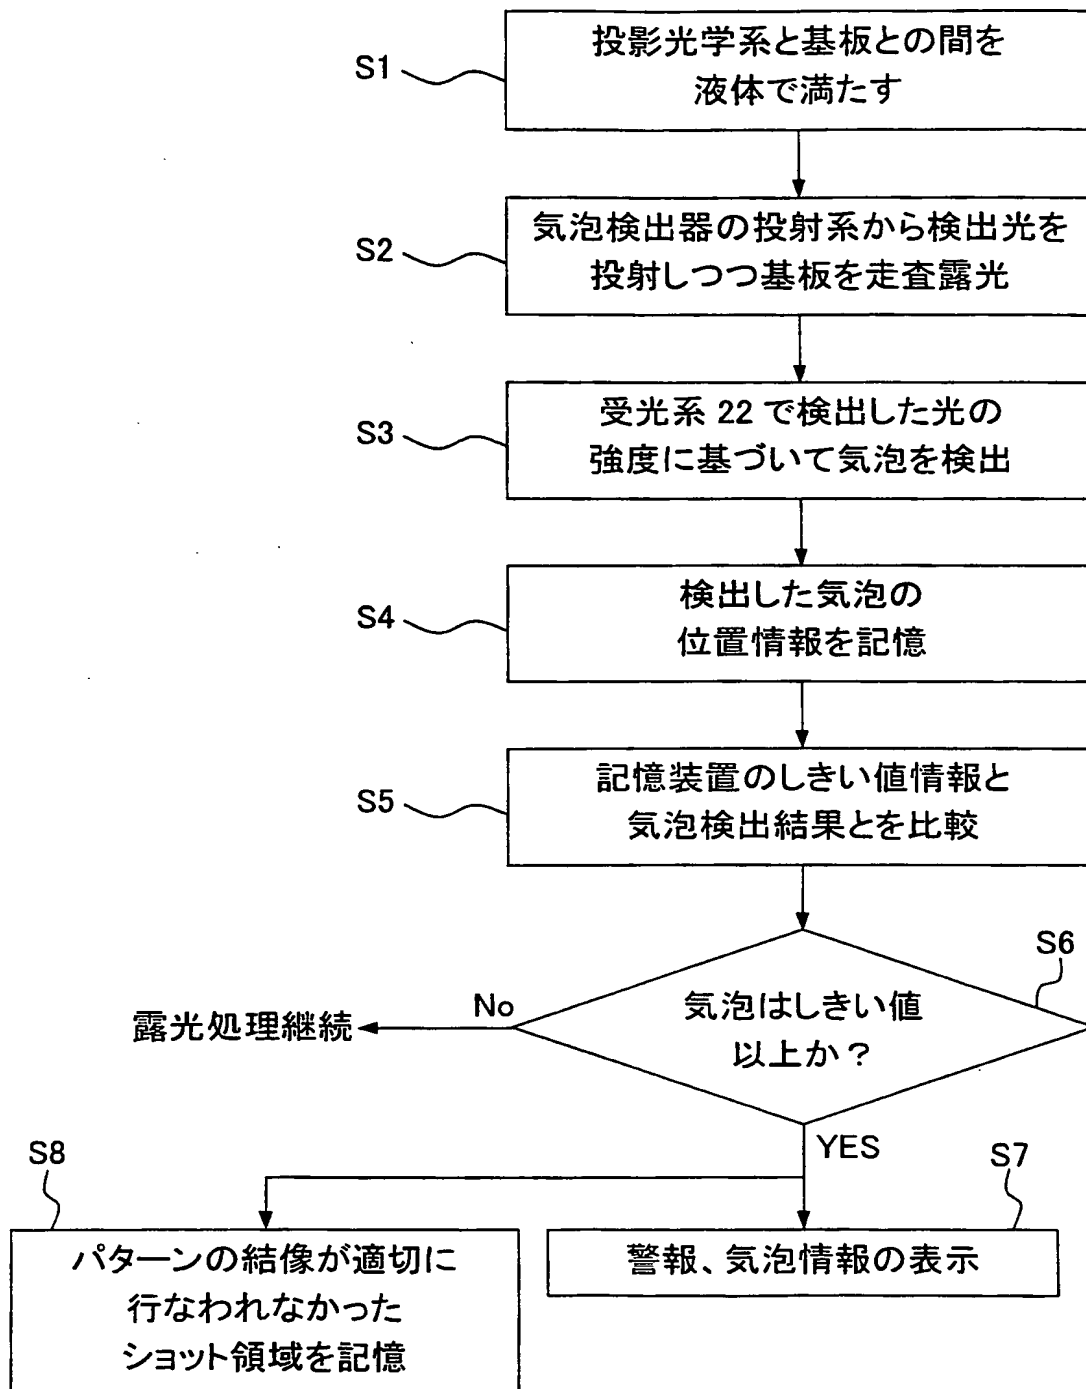 S1
投影光学系と基板との間を
液体で満たす
S2
気泡検出器の投射系から検出光を
投射しつつ基板を走査露光
S3
受光系 22 で検出した光の
強度に基づいて気泡を検出
S4
検出した気泡の
位置情報を記憶
S5
記憶装置のしきい値情報と
気泡検出結果とを比較
S6
気泡はしきい値
以上か？
No
露光処理継続
YES
S8
パターンの結像が適切に
行なわれなかった
ショット領域を記憶
S7
警報、気泡情報の表示